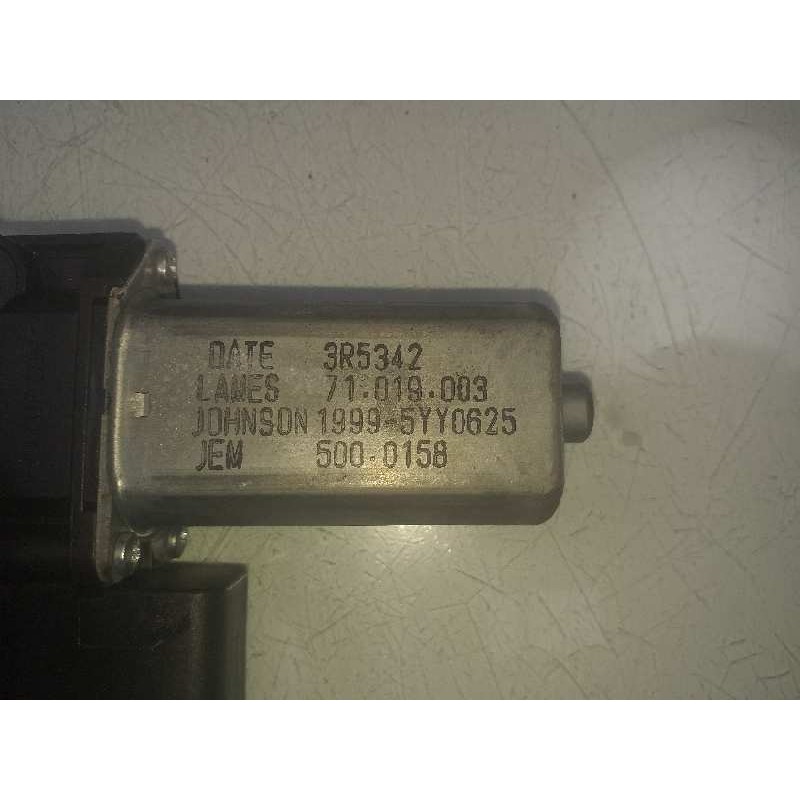 DATE 3R5342
LAMES 71.019.003
JOHNSON 1999-5YY0625
JEM 500-0158